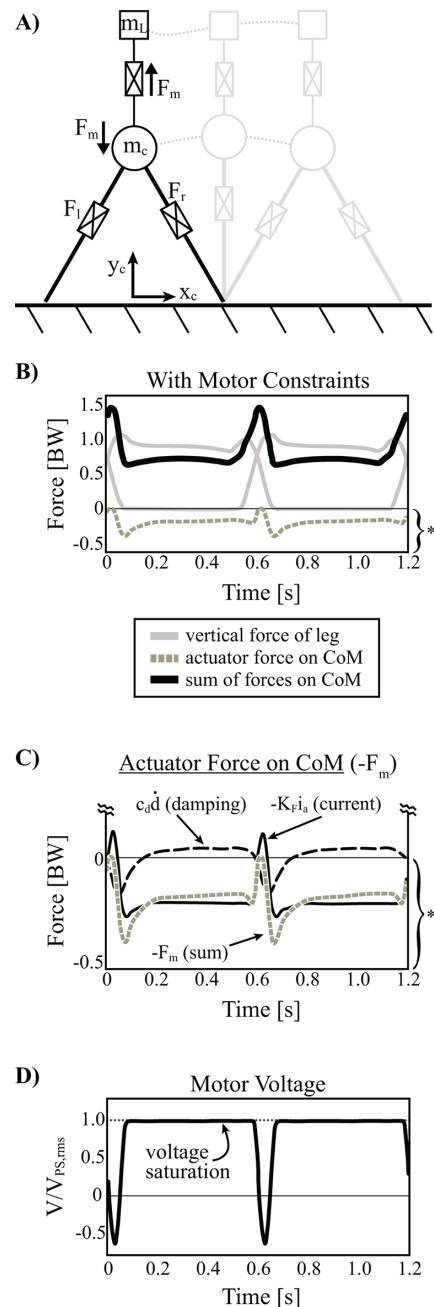 A)
m_L
F_m
F_m
m_c
F_l
F_r
y_c
x_c
B)
With Motor Constraints
Force [BW]
1.5
1.0
0.5
0
-0.5
*
0 0.2 0.4 0.6 0.8 1.0 1.2
Time [s]
vertical force of leg
actuator force on CoM
sum of forces on CoM
C)
Actuator Force on CoM (-F_m)
c_dḋ (damping)
-K_Fi_a (current)
Force [BW]
0
-0.5
*
-F_m (sum)
0 0.2 0.4 0.6 0.8 1.0 1.2
Time [s]
D)
Motor Voltage
V/V_PS,rms
1.0
0.5
0
-0.5
voltage
saturation
0 0.2 0.4 0.6 0.8 1.0 1.2
Time [s]